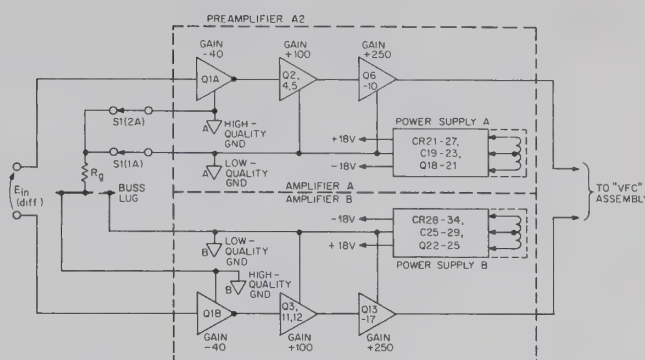 PREAMPLIFIER A2
GAIN
-40
GAIN
+100
GAIN
+250
Q1A
Q2,
4,5
Q6
-10
S1(2A)
A
HIGH-
QUALITY
GND
POWER SUPPLY A
+18V
CR21-27,
C19-23,
Q18-21
-18V
S1(1A)
A
LOW-
QUALITY
GND
Rg
Ein
(diff)
BUSS
LUG
AMPLIFIER A
AMPLIFIER B
TO "VFC"
ASSEMBLY
-18V
CR28-34,
C25-29,
Q22-25
+18V
POWER SUPPLY B
B
LOW-
QUALITY
GND
B
HIGH-
QUALITY
GND
Q1B
Q3,
11,12
Q13
-17
GAIN
-40
GAIN
+100
GAIN
+250